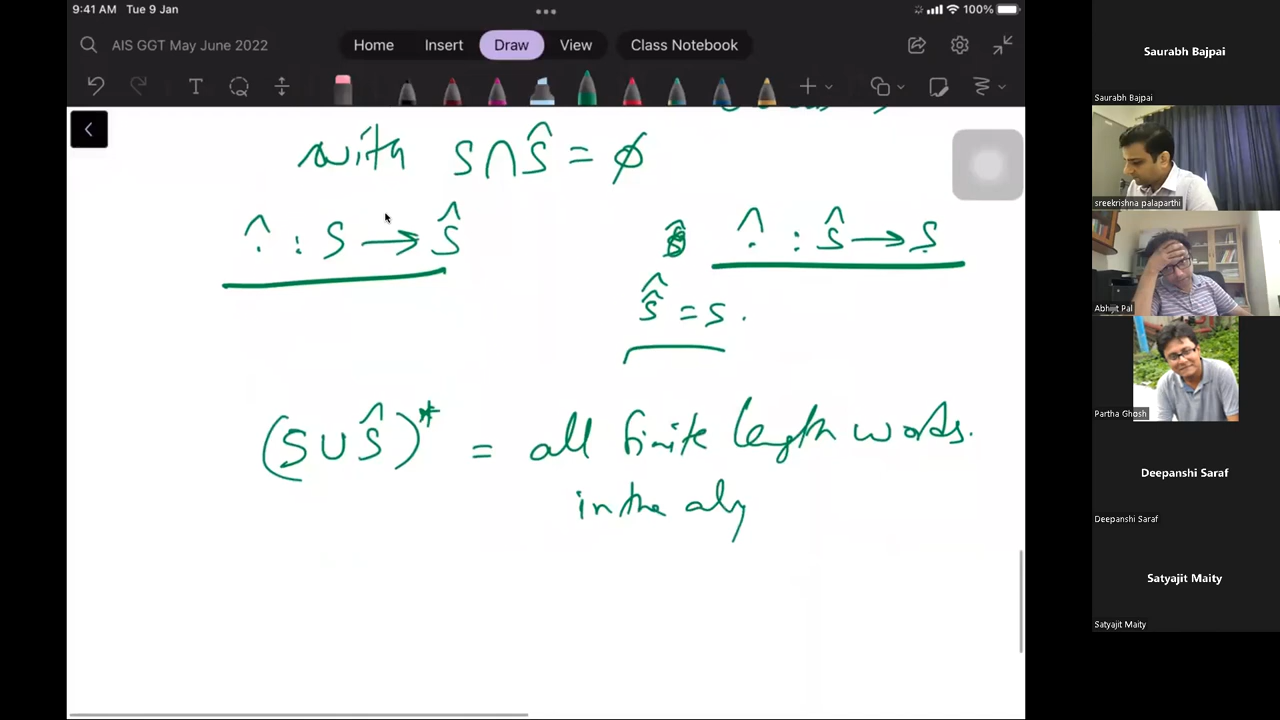 9:41 AM Tue 9 Jan
100%
AIS GGT May June 2022
Home Insert Draw View Class Notebook
with S∩Ŝ = ϕ
^. : S → Ŝ
^. : Ŝ → S
ŝ̂ = s.
(S∪Ŝ)* = all finite length words.
in the alp
Saurabh Bajpai
Saurabh Bajpai
sreekrishna palaparthi
Abhijit Pal
Partha Ghosh
Deepanshi Saraf
Deepanshi Saraf
Satyajit Maity
Satyajit Maity